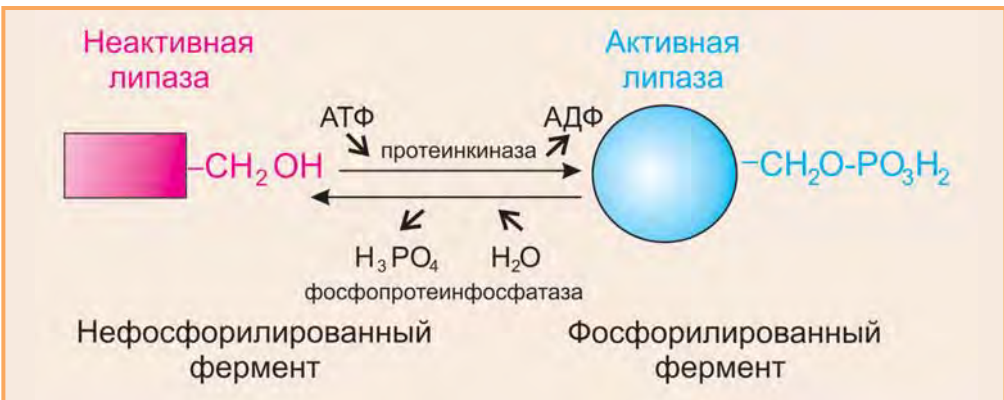 Неактивная
липаза
Активная
липаза
АТФ
АДФ
протеинкиназа
–CH₂OH
–CH₂O-PO₃H₂
H₃PO₄
H₂O
фосфопротеинфосфатаза
Нефосфорилированный
фермент
Фосфорилированный
фермент